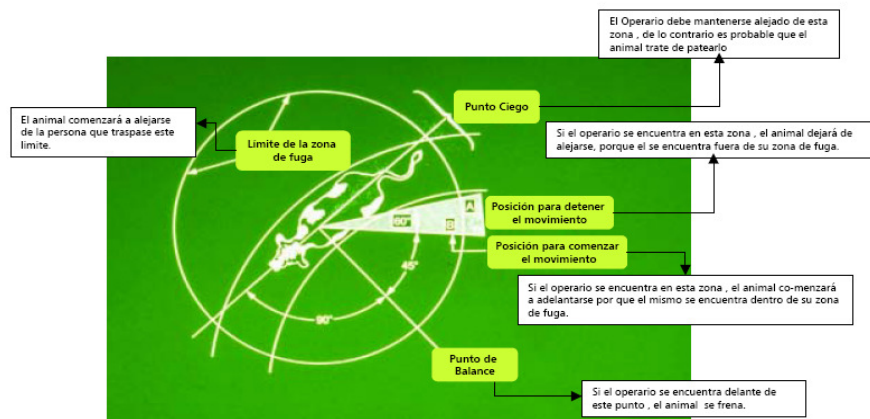 El Operario debe mantenerse alejado de esta
zona , de lo contrario es probable que el
animal trate de patearlo
Punto Ciego
El animal comenzará a alejarse
de la persona que traspase este
limite.
Límite de la zona
de fuga
Si el operario se encuentra en esta zona , el animal dejará de
alejarse, porque el se encuentra fuera de su zona de fuga.
A
Posición para detener
el movimiento
60°
B
Posición para comenzar
el movimiento
45°
Si el operario se encuentra en esta zona , el animal co-menzará
a adelantarse por que el mismo se encuentra dentro de su zona
de fuga.
90°
Punto de
Balance
Si el operario se encuentra delante de
este punto , el animal se frena.